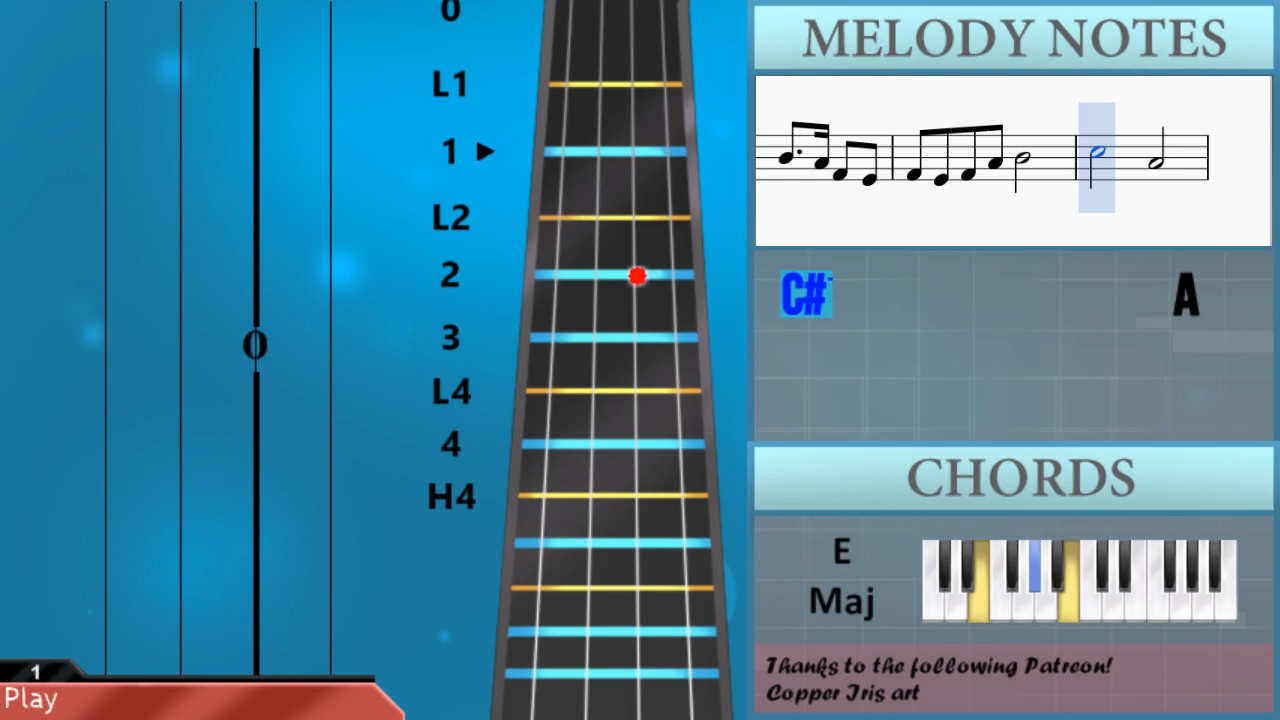 0
L1
1
L2
2
3
L4
4
H4
0
1
Play
MELODY NOTES
C# A
CHORDS
E
Maj
Thanks to the following Patreon!
Copper Iris art